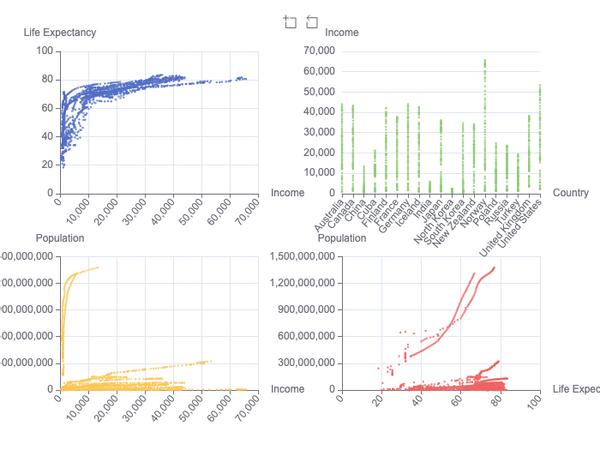 Life Expectancy
100
80
60
40
20
0
0
10,000
20,000
30,000
40,000
50,000
60,000
70,000
Income
Income
70,000
60,000
50,000
40,000
30,000
20,000
10,000
0
Australia
Canada
China
Cuba
Finland
France
Germany
Iceland
India
Japan
North Korea
South Korea
New Zealand
Norway
Poland
Russia
Turkey
United Kingdom
United States
Country
Population
00,000,000
200,000,000
900,000,000
00,000,000
00,000,000
0
0
10,000
20,000
30,000
40,000
50,000
60,000
70,000
Income
Population
1,500,000,000
1,200,000,000
900,000,000
600,000,000
300,000,000
0
0
20
40
60
80
100
Life Expec